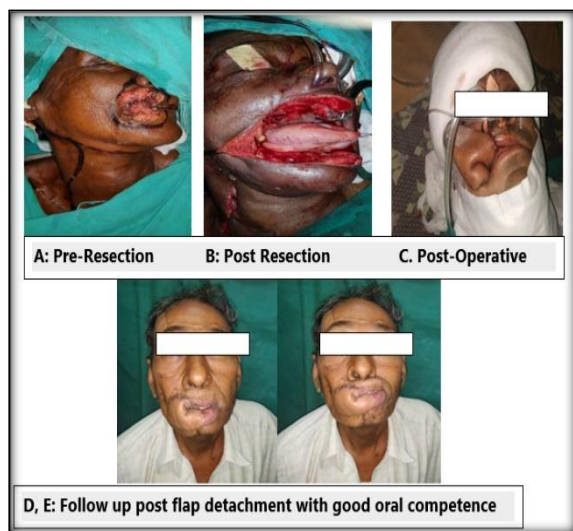 A: Pre-Resection B: Post Resection C. Post-Operative
D, E: Follow up post flap detachment with good oral competence